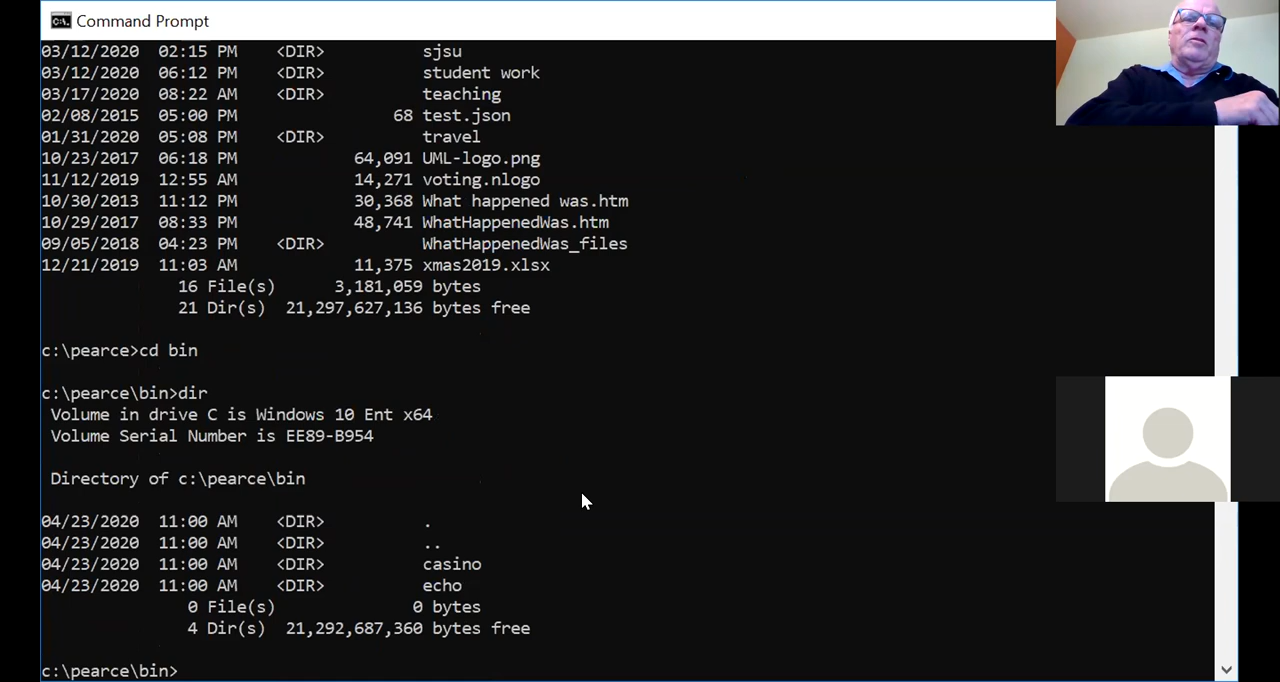 Command Prompt
03/12/2020  02:15 PM    <DIR>          sjsu
03/12/2020  06:12 PM    <DIR>          student work
03/17/2020  08:22 AM    <DIR>          teaching
02/08/2015  05:00 PM                68 test.json
01/31/2020  05:08 PM    <DIR>          travel
10/23/2017  06:18 PM            64,091 UML-logo.png
11/12/2019  12:55 AM            14,271 voting.nlogo
10/30/2013  11:12 PM            30,368 What happened was.htm
10/29/2017  08:33 PM            48,741 WhatHappenedWas.htm
09/05/2018  04:23 PM    <DIR>          WhatHappenedWas_files
12/21/2019  11:03 AM            11,375 xmas2019.xlsx
16 File(s)      3,181,059 bytes
21 Dir(s)  21,297,627,136 bytes free
c:\pearce>cd bin
c:\pearce\bin>dir
Volume in drive C is Windows 10 Ent x64
Volume Serial Number is EE89-B954
Directory of c:\pearce\bin
04/23/2020  11:00 AM    <DIR>          .
04/23/2020  11:00 AM    <DIR>          ..
04/23/2020  11:00 AM    <DIR>          casino
04/23/2020  11:00 AM    <DIR>          echo
0 File(s)              0 bytes
4 Dir(s)  21,292,687,360 bytes free
c:\pearce\bin>